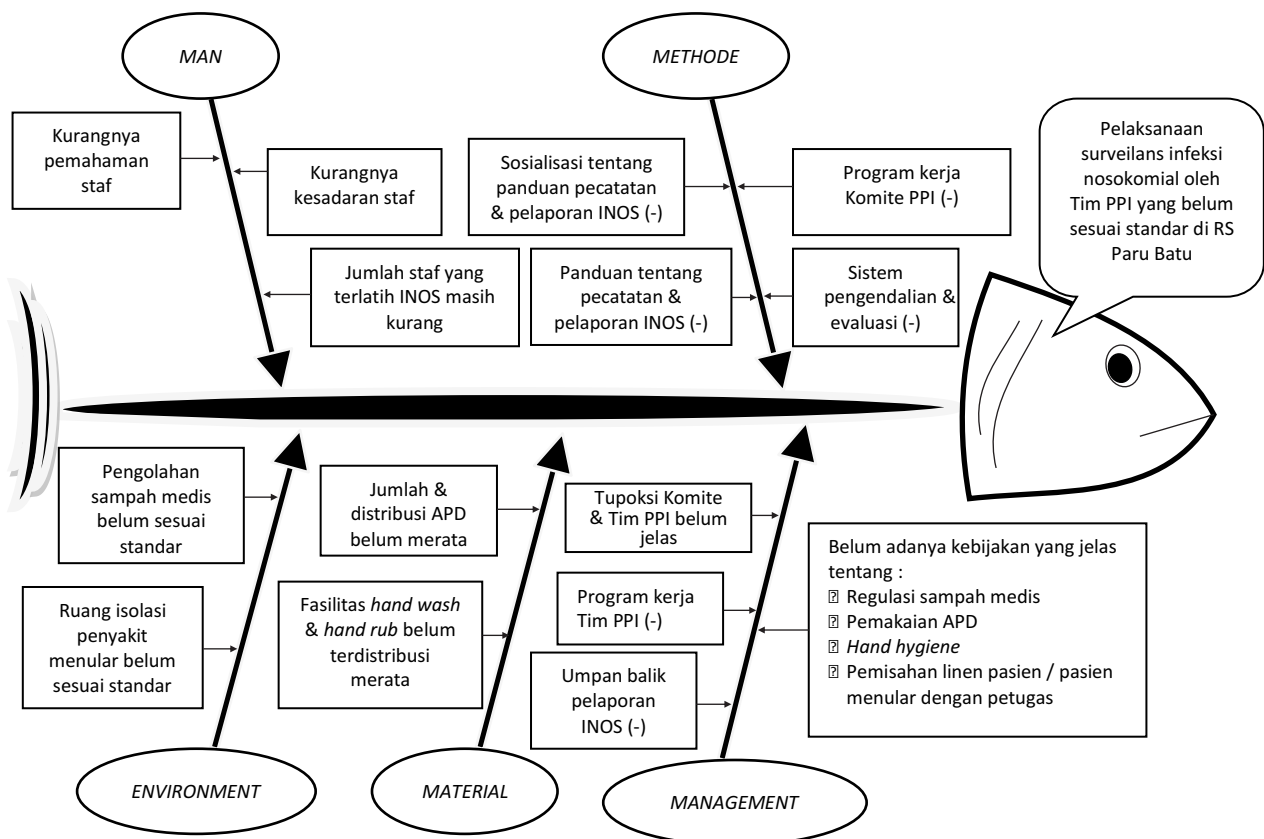 MAN
METHODE
Kurangnya
pemahaman
staf
Kurangnya
kesadaran staf
Jumlah staf yang
terlatih INOS masih
kurang
Sosialisasi tentang
panduan pecatatan
& pelaporan INOS (-)
Program kerja
Komite PPI (-)
Panduan tentang
pecatatan &
pelaporan INOS (-)
Sistem
pengendalian &
evaluasi (-)
Pelaksanaan
surveilans infeksi
nosokomial oleh
Tim PPI yang belum
sesuai standar di RS
Paru Batu
Pengolahan
sampah medis
belum sesuai
standar
Ruang isolasi
penyakit
menular belum
sesuai standar
Jumlah &
distribusi APD
belum merata
Fasilitas hand wash
& hand rub belum
terdistribusi
merata
Tupoksi Komite
& Tim PPI belum
jelas
Program kerja
Tim PPI (-)
Umpan balik
pelaporan
INOS (-)
Belum adanya kebijakan yang jelas
tentang :
Regulasi sampah medis
Pemakaian APD
Hand hygiene
Pemisahan linen pasien / pasien
menular dengan petugas
ENVIRONMENT
MATERIAL
MANAGEMENT